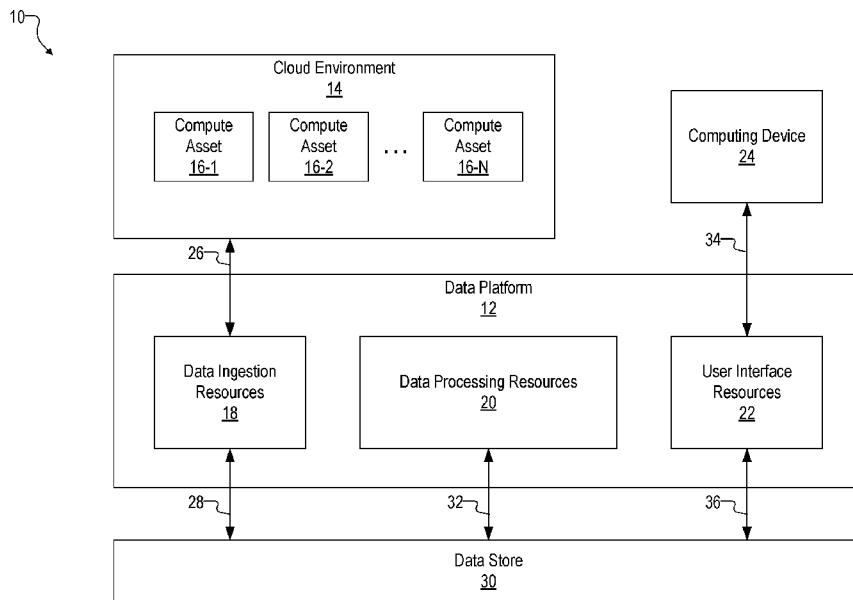 10
Cloud Environment
14
Compute
Asset
16-1
Compute
Asset
16-2
...
Compute
Asset
16-N
Computing Device
24
26
34
Data Platform
12
Data Ingestion
Resources
18
Data Processing Resources
20
User Interface
Resources
22
28
32
36
Data Store
30